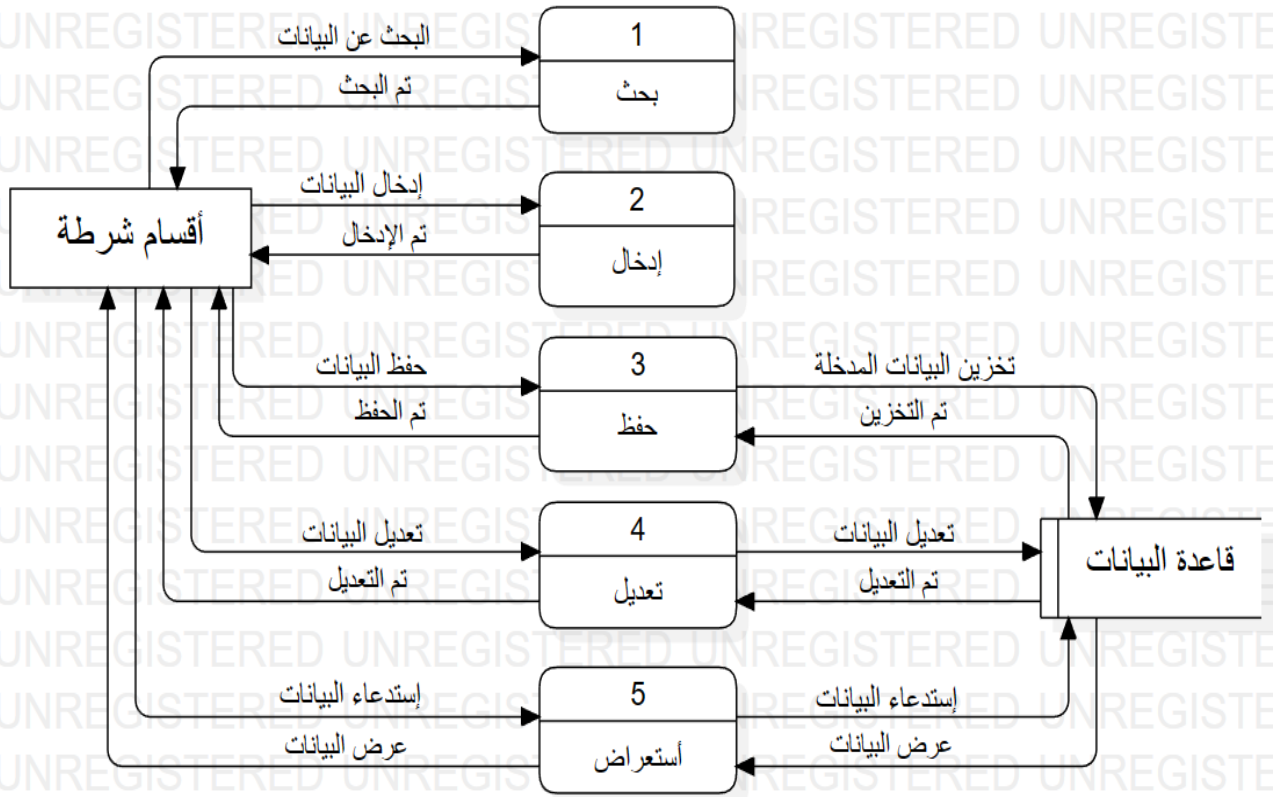 UNREGISTERED UNREGISTERED UNREGISTE
البحث عن البيانات
1
تم البحث
بحث
إدخال البيانات
2
أقسام شرطة
تم الإدخال
إدخال
حفظ البيانات
3
تخزين البيانات المدخلة
تم الحفظ
حفظ
تم التخزين
تعديل البيانات
4
تعديل البيانات
قاعدة البيانات
تم التعديل
تعديل
تم التعديل
إستدعاء البيانات
5
إستدعاء البيانات
عرض البيانات
أستعراض
عرض البيانات